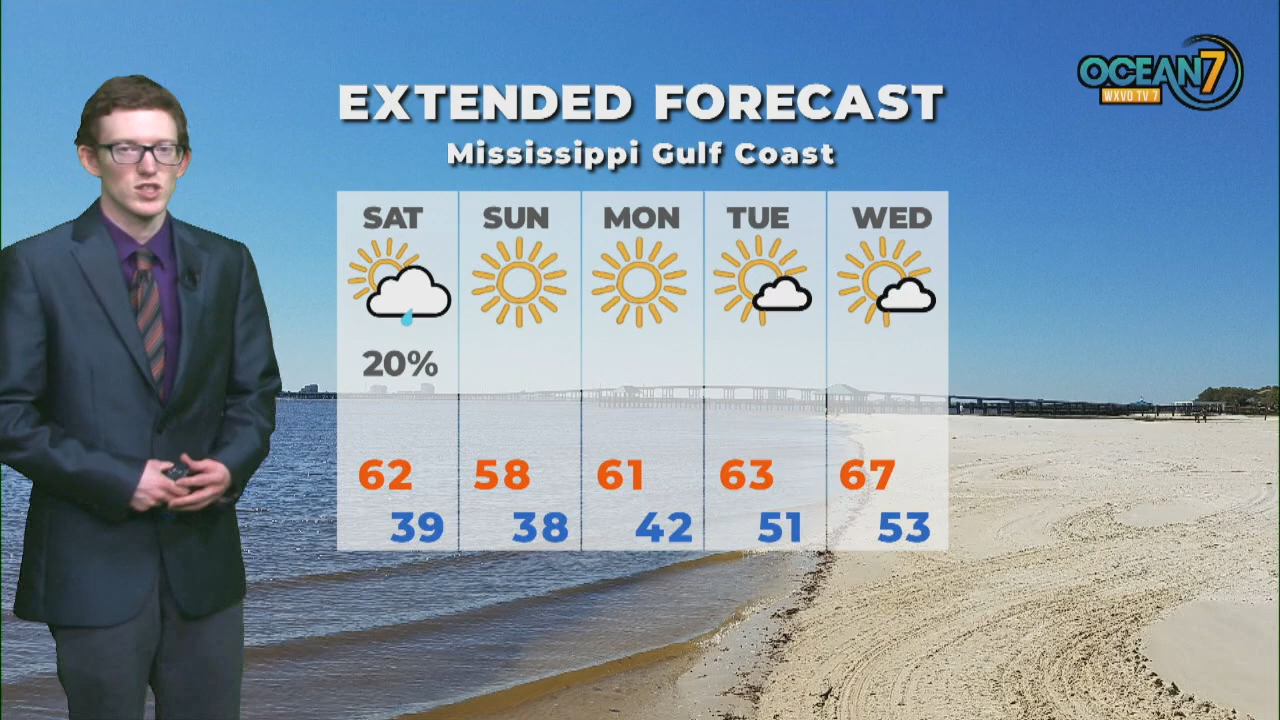 OCEAN7
WXVO TV 7
EXTENDED FORECAST
Mississippi Gulf Coast
SAT SUN MON TUE WED
20%
62 58 61 63 67
39 38 42 51 53